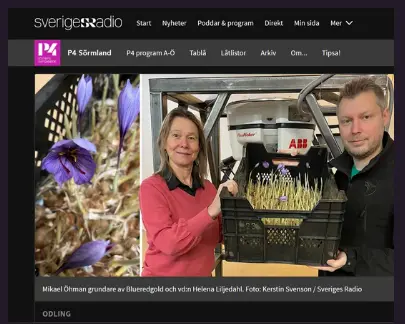 sverigesRadio Start Nyheter Poddar & program Direkt Min sida Mer
P4 P4 Sörmland P4 program A-Ö Tablå Låtlistor Arkiv Om... Tipsa!
ABB
Mikael Öhman grundare av Blueredgold och vd:n Helena Liljedahl. Foto: Kerstin Svenson / Sveriges Radio
ODLING